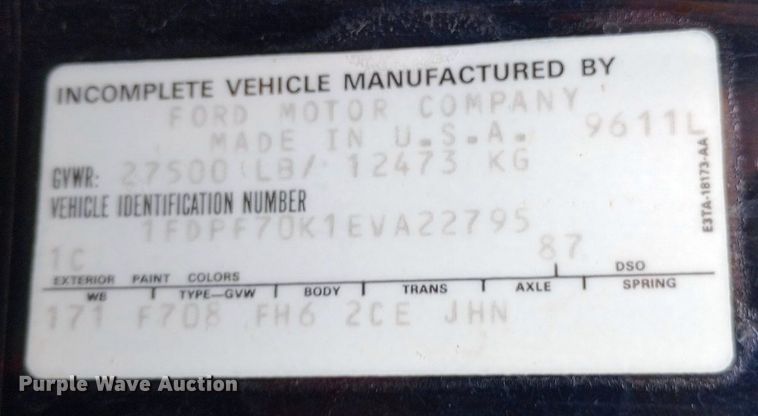 INCOMPLETE VEHICLE MANUFACTURED BY
FORD MOTOR COMPANY
MADE IN U.S.A. 9611L
GVWR: 27500 LB/ 12473 KG
VEHICLE IDENTIFICATION NUMBER
1FDPF70K1EVA22795
1C 87
EXTERIOR PAINT COLORS DSO
WB TYPE—GVW BODY TRANS AXLE SPRING
171 F708 FH6 2CE JHN
E3TA-18173-AA
Purple Wave Auction